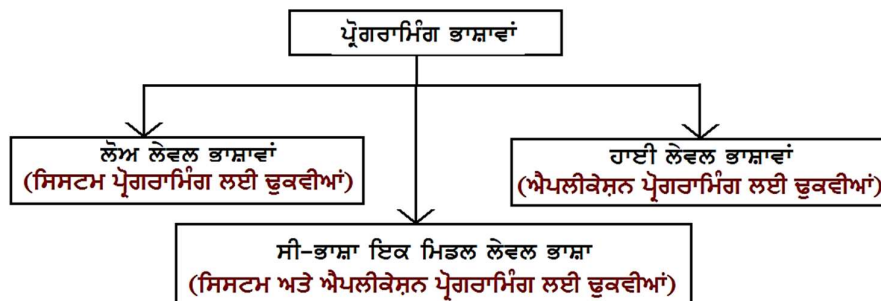 ਪ੍ਰੋਗਰਾਮਿੰਗ ਭਾਸ਼ਾਵਾਂ
ਲੋਅ ਲੇਵਲ ਭਾਸ਼ਾਵਾਂ
(ਸਿਸਟਮ ਪ੍ਰੋਗਰਾਮਿੰਗ ਲਈ ਢੁਕਵੀਆਂ)
ਹਾਈ ਲੇਵਲ ਭਾਸ਼ਾਵਾਂ
(ਐਪਲੀਕੇਸ਼ਨ ਪ੍ਰੋਗਰਾਮਿੰਗ ਲਈ ਢੁਕਵੀਆਂ)
ਸੀ-ਭਾਸ਼ਾ ਇਕ ਮਿਡਲ ਲੇਵਲ ਭਾਸ਼ਾ
(ਸਿਸਟਮ ਅਤੇ ਐਪਲੀਕੇਸ਼ਨ ਪ੍ਰੋਗਰਾਮਿੰਗ ਲਈ ਢੁਕਵੀਆਂ)